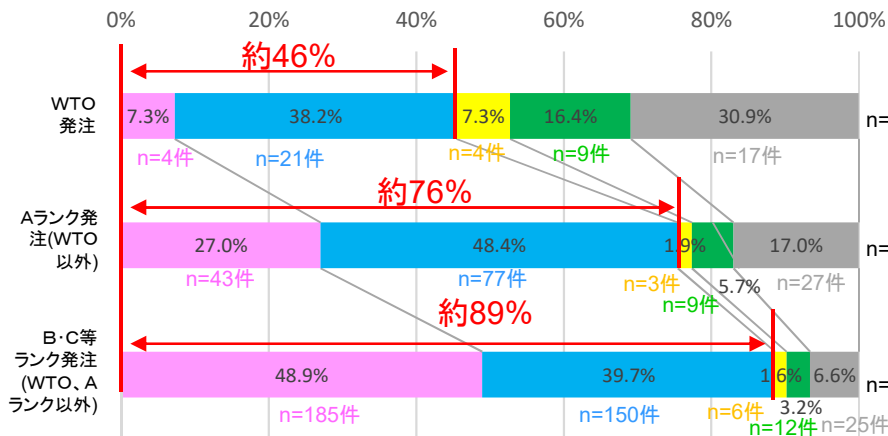 0% 20% 40% 60% 80% 100%
約46%
WTO
発注
7.3% 38.2% 7.3% 16.4% 30.9%
n=
n=4件 n=21件 n=4件 n=9件 n=17件
約76%
Aランク発
注(WTO
以外)
27.0% 48.4% 1.9% 17.0%
n=
5.7%
n=43件 n=77件 n=3件 n=9件 n=27件
約89%
B・C等
ランク発注
(WTO、A
ランク以外)
48.9% 39.7% 1.6% 6.6%
n=
3.2%
n=185件 n=150件 n=6件 n=12件 n=25件